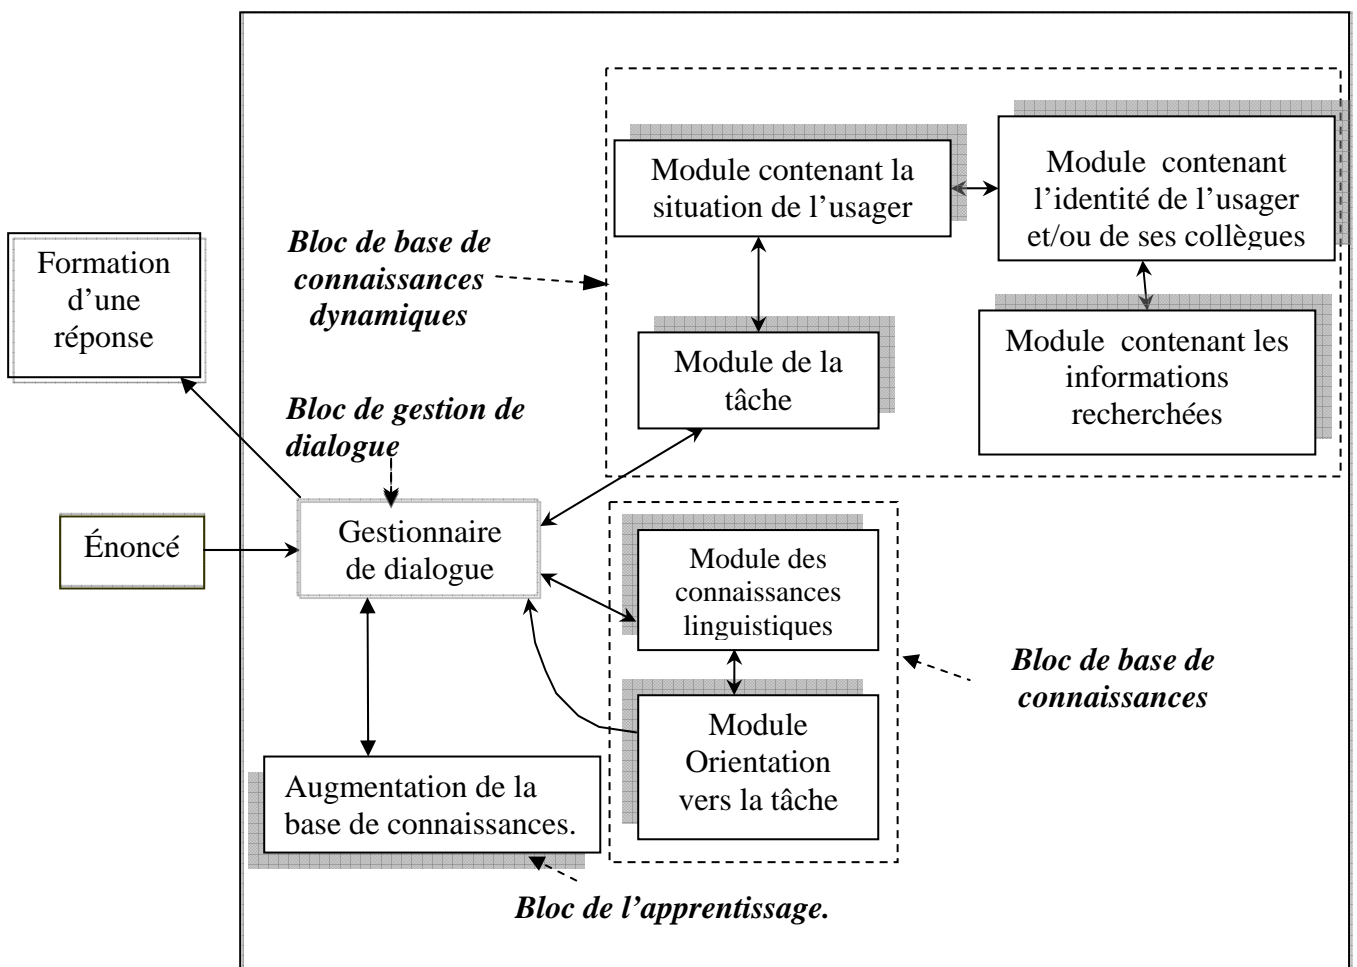 Module contenant la
situation de l’usager
Module contenant
l’identité de l’usager
et/ou de ses collègues
Bloc de base de
connaissances
dynamiques
Formation
d’une
réponse
Module de la
tâche
Module contenant les
informations
recherchées
Bloc de gestion de
dialogue
Énoncé
Gestionnaire
de dialogue
Module des
connaissances
linguistiques
Bloc de base de
connaissances
Module
Orientation
vers la tâche
Augmentation de la
base de connaissances.
Bloc de l’apprentissage.